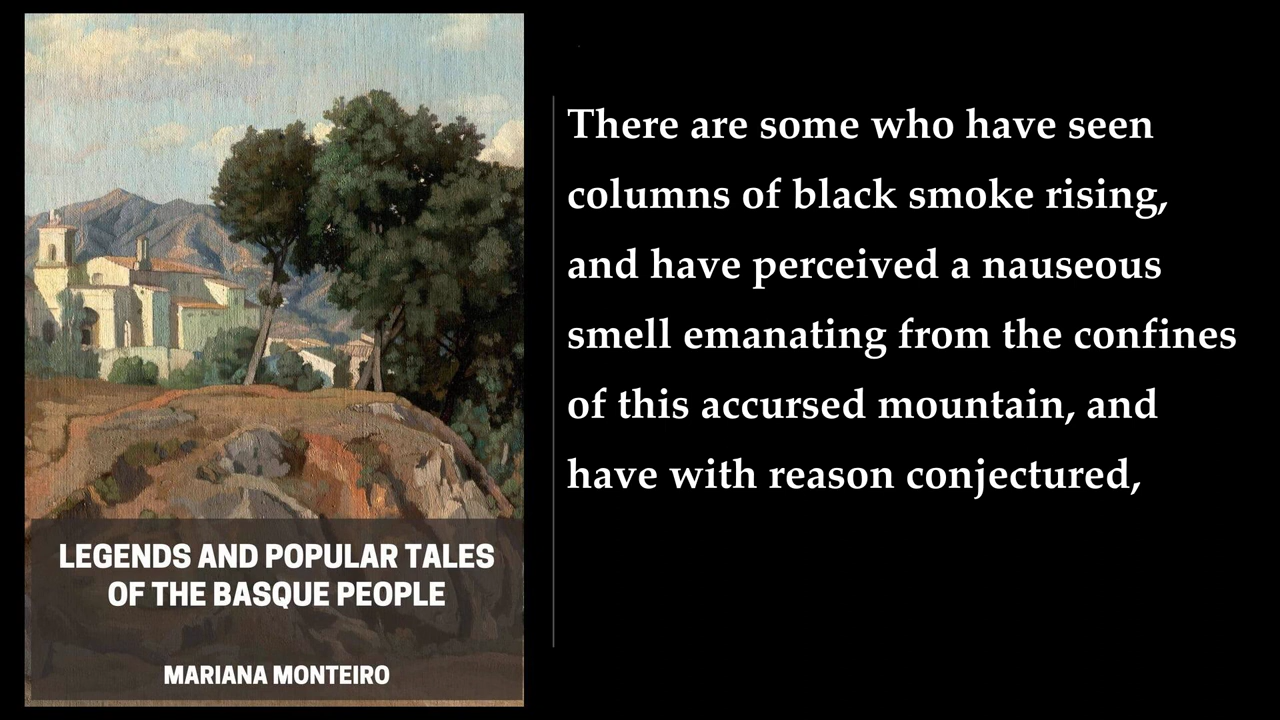 There are some who have seen
columns of black smoke rising,
and have perceived a nauseous
smell emanating from the confines
of this accursed mountain, and
have with reason conjectured,
LEGENDS AND POPULAR TALES
OF THE BASQUE PEOPLE
MARIANA MONTEIRO